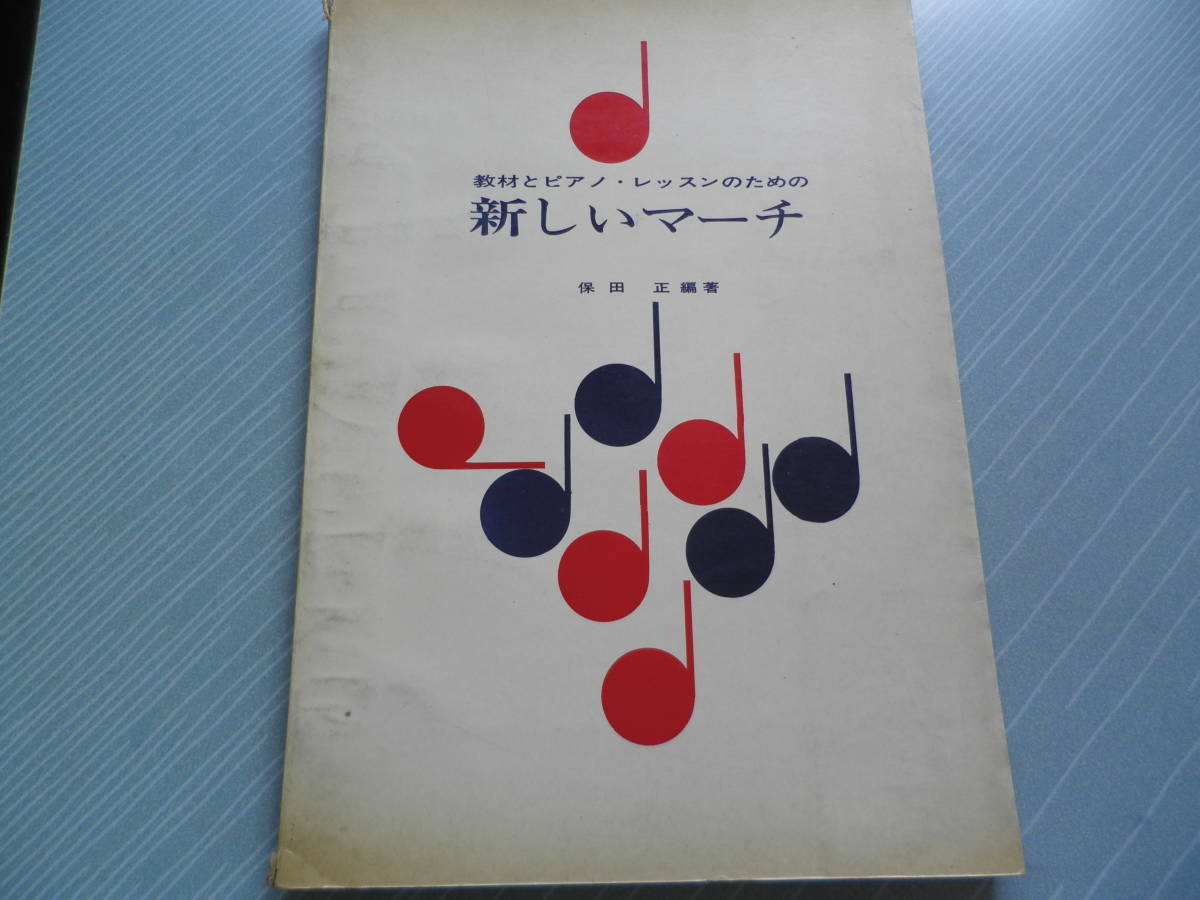 教材とピアノ・レッスンのための
新しいマーチ
保田 正編著